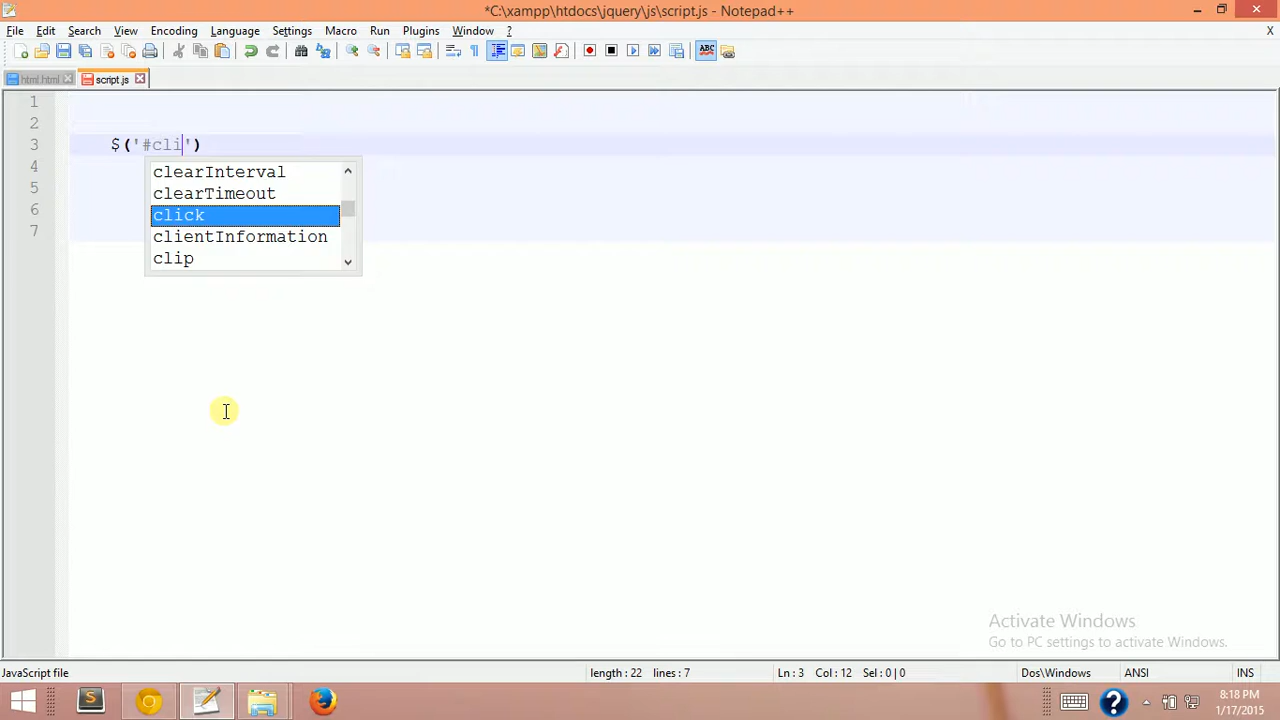 *C:\xampp\htdocs\jquery\js\script.js - Notepad++
File Edit Search View Encoding Language Settings Macro Run Plugins Window ? X
ABC
html.html script.js
1
2
3 $('#cli')
4
5
6
7
clearInterval
clearTimeout
click
clientInformation
clip
Activate Windows
Go to PC settings to activate Windows.
JavaScript file length : 22 lines : 7 Ln : 3 Col : 12 Sel : 0 | 0 Dos\Windows ANSI INS
S ? 8:18 PM
1/17/2015